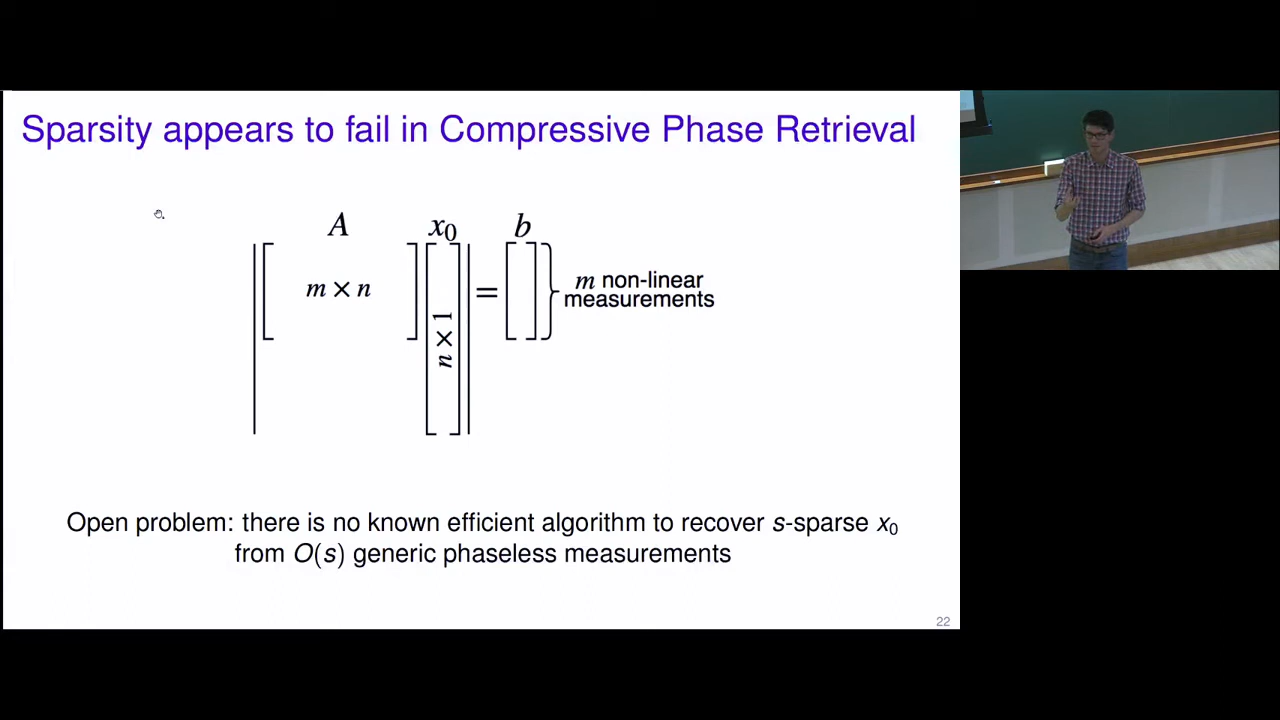 Sparsity appears to fail in Compressive Phase Retrieval
A x₀ b
m × n
n × 1
=
m non-linear
measurements
Open problem: there is no known efficient algorithm to recover s-sparse x₀
from O(s) generic phaseless measurements
22